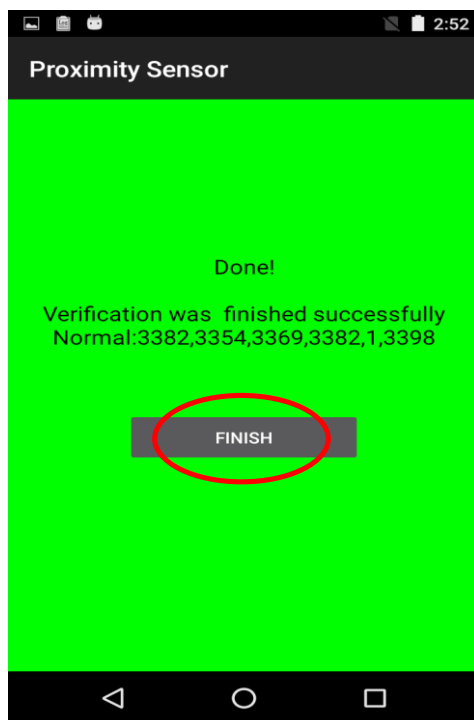 2:52
Proximity Sensor
Done!
Verification was  finished successfully
Normal:3382,3354,3369,3382,1,3398
FINISH